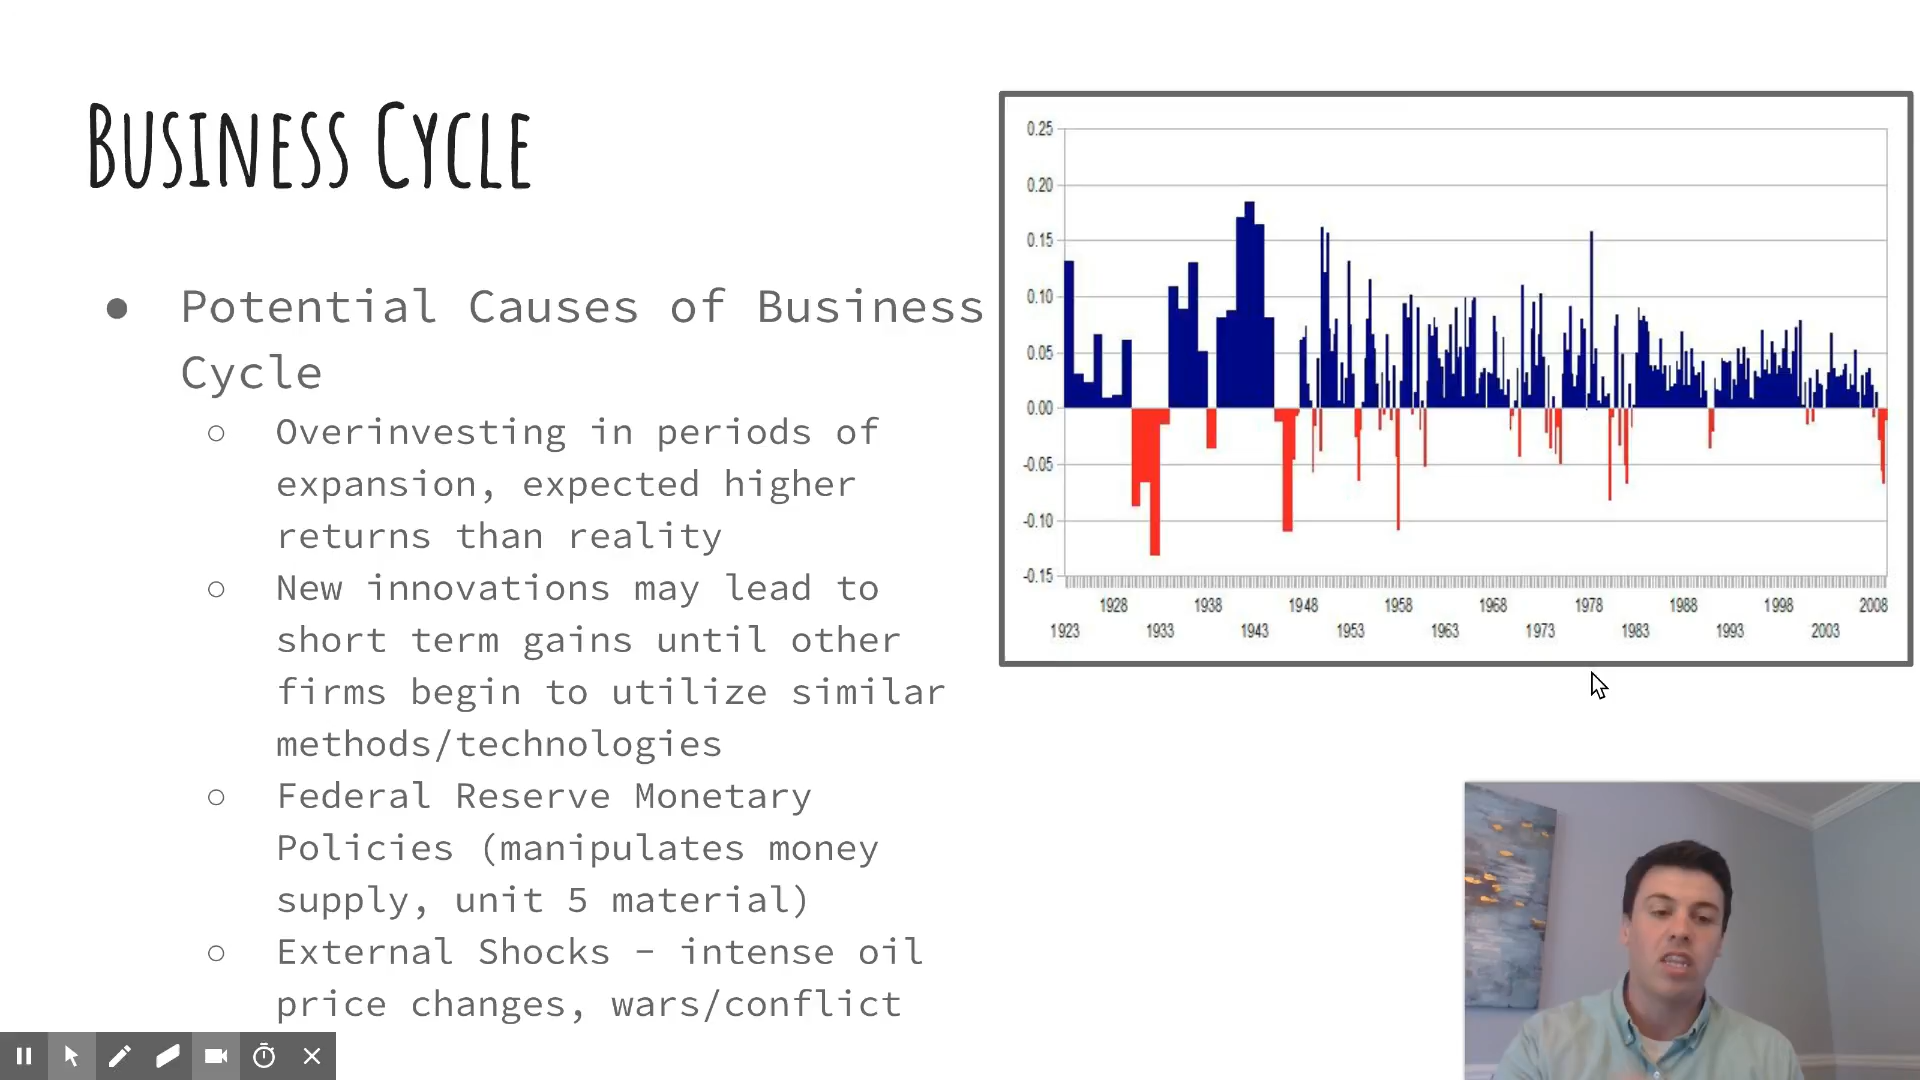 Business Cycle
● Potential Causes of Business
Cycle
○ Overinvesting in periods of
expansion, expected higher
returns than reality
○ New innovations may lead to
short term gains until other
firms begin to utilize similar
methods/technologies
○ Federal Reserve Monetary
Policies (manipulates money
supply, unit 5 material)
○ External Shocks – intense oil
price changes, wars/conflict
0.25
0.20
0.15
0.10
0.05
0.00
-0.05
-0.10
-0.15
1928 1938 1948 1958 1968 1978 1988 1998 2008
1923 1933 1943 1953 1963 1973 1983 1993 2003